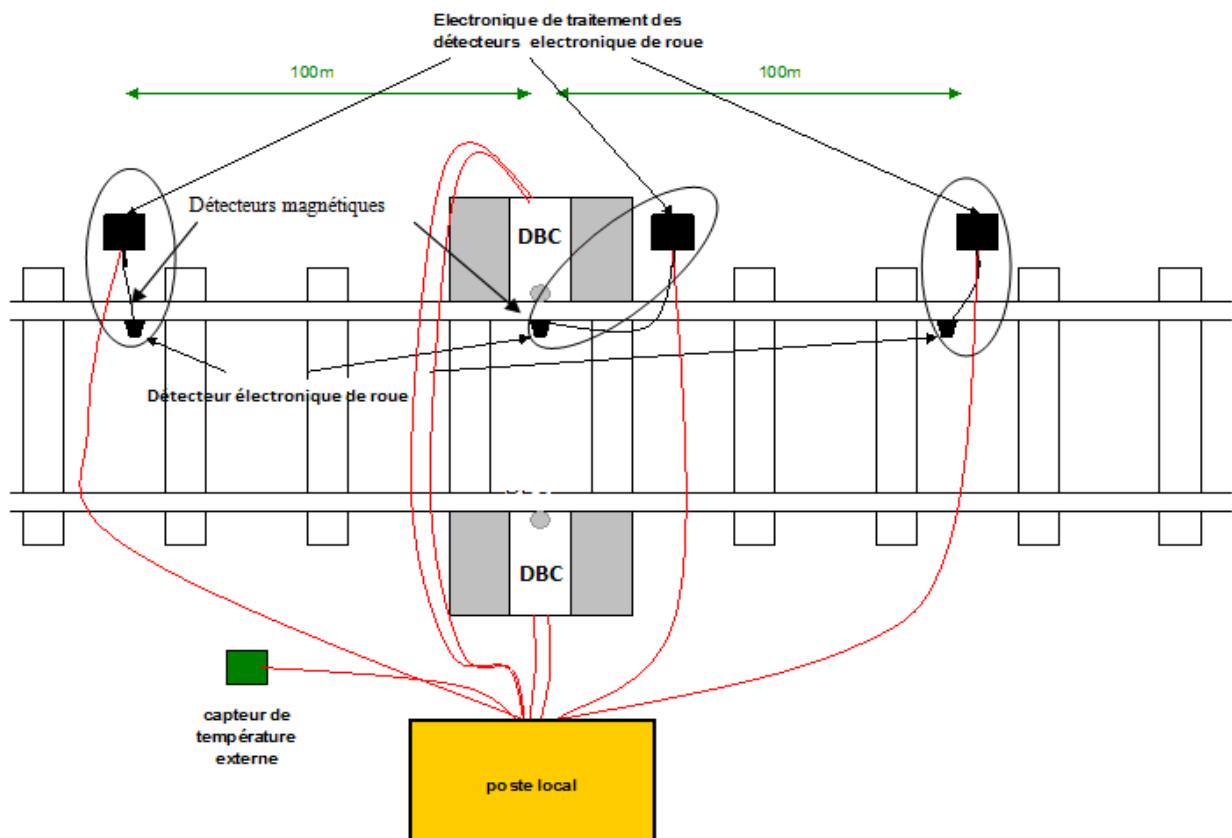 Electronique de traitement des
détecteurs electronique de roue
100m
100m
Détecteurs magnétiques
DBC
Détecteur électronique de roue
DBC
capteur de
température
externe
poste local